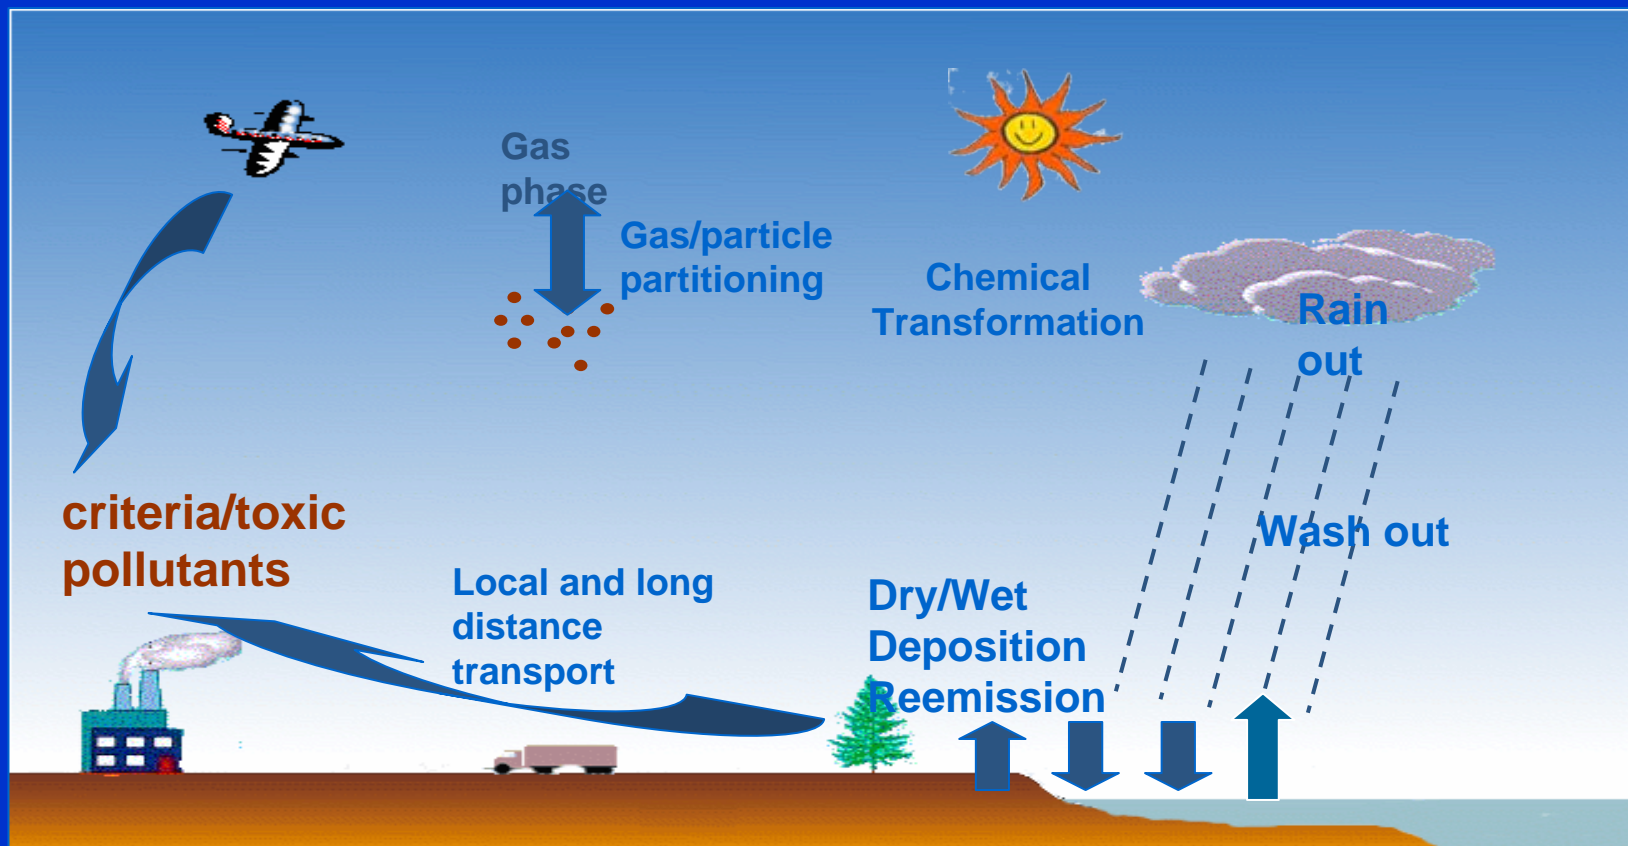 Gas
phase
Gas/particle
partitioning
Chemical
Transformation
Rain
out
criteria/toxic
pollutants
Wash out
Local and long
distance
transport
Dry/Wet
Deposition
Reemission